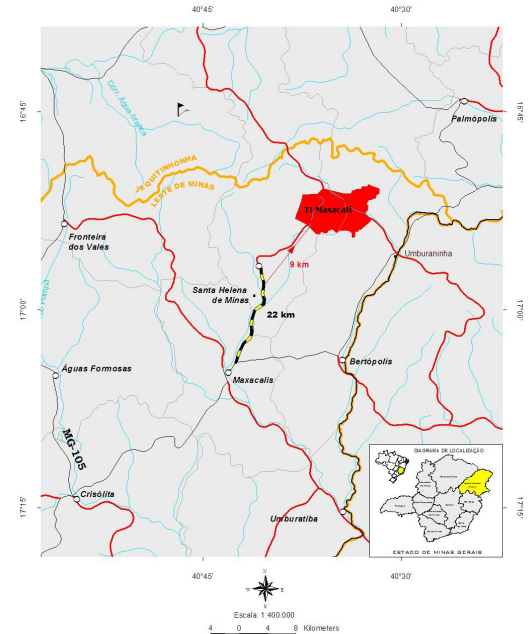 40°45'
40°30'
16°45'
16°45'
Córr. Água-branca
Palmópolis
JEQUITINHONHA
LESTE DE MINAS
TI Maxacali
Fronteira
dos Vales
Umburaninha
9 km
Santa Helena
de Minas
17°00'
17°00'
22 km
Bertópolis
Águas Formosas
Maxacalis
MG-105
DIAGRAMA DE LOCALIZAÇÃO
Crisólita
Umburatiba
17°15'
17°15'
ESTADO DE MINAS GERAIS
40°45'
40°30'
N
E
S
Escala: 1:400.000
4 0 4 8 Kilometers